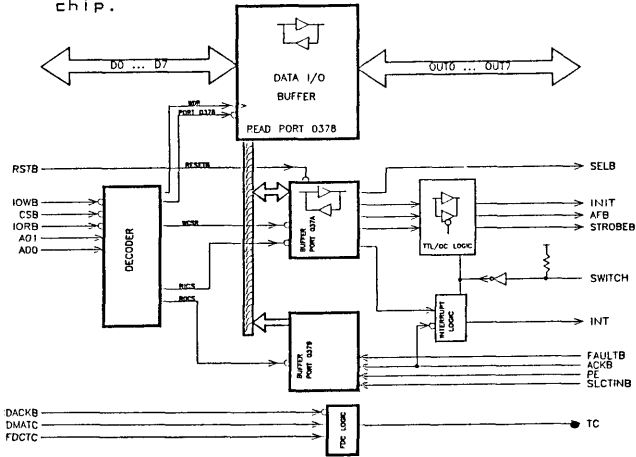 chip.
D0 ... D7
OUT0 ... OUT7
DATA I/O
BUFFER
WDR
PORT 0378
READ PORT 0378
RSTB
RESETB
SELB
IOWB
CSB
IORB
A01
A00
DECODER
WCSR
BUFFER
PORT 037A
TTL/OC LOGIC
INIT
AFB
STROBEB
RICS
ROCS
SWITCH
INTERRUPT
LOGIC
INT
BUFFER
PORT 0379
FAULTB
ACKB
PE
SLCTINB
DACKB
DMATC
FDCTC
FDC LOGIC
TC